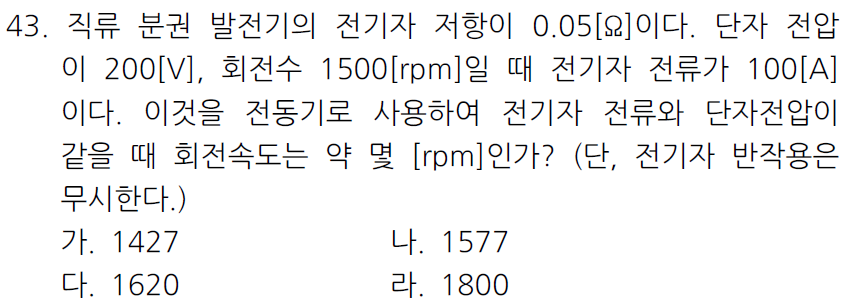 43. 직류 분권 발전기의 전기자 저항이 0.05[Ω]이다. 단자 전압
이 200[V], 회전수 1500[rpm]일 때 전기자 전류가 100[A]
이다. 이것을 전동기로 사용하여 전기자 전류와 단자전압이
같을 때 회전속도는 약 몇 [rpm]인가? (단, 전기자 반작용은
무시한다.)
가. 1427 나. 1577
다. 1620 라. 1800